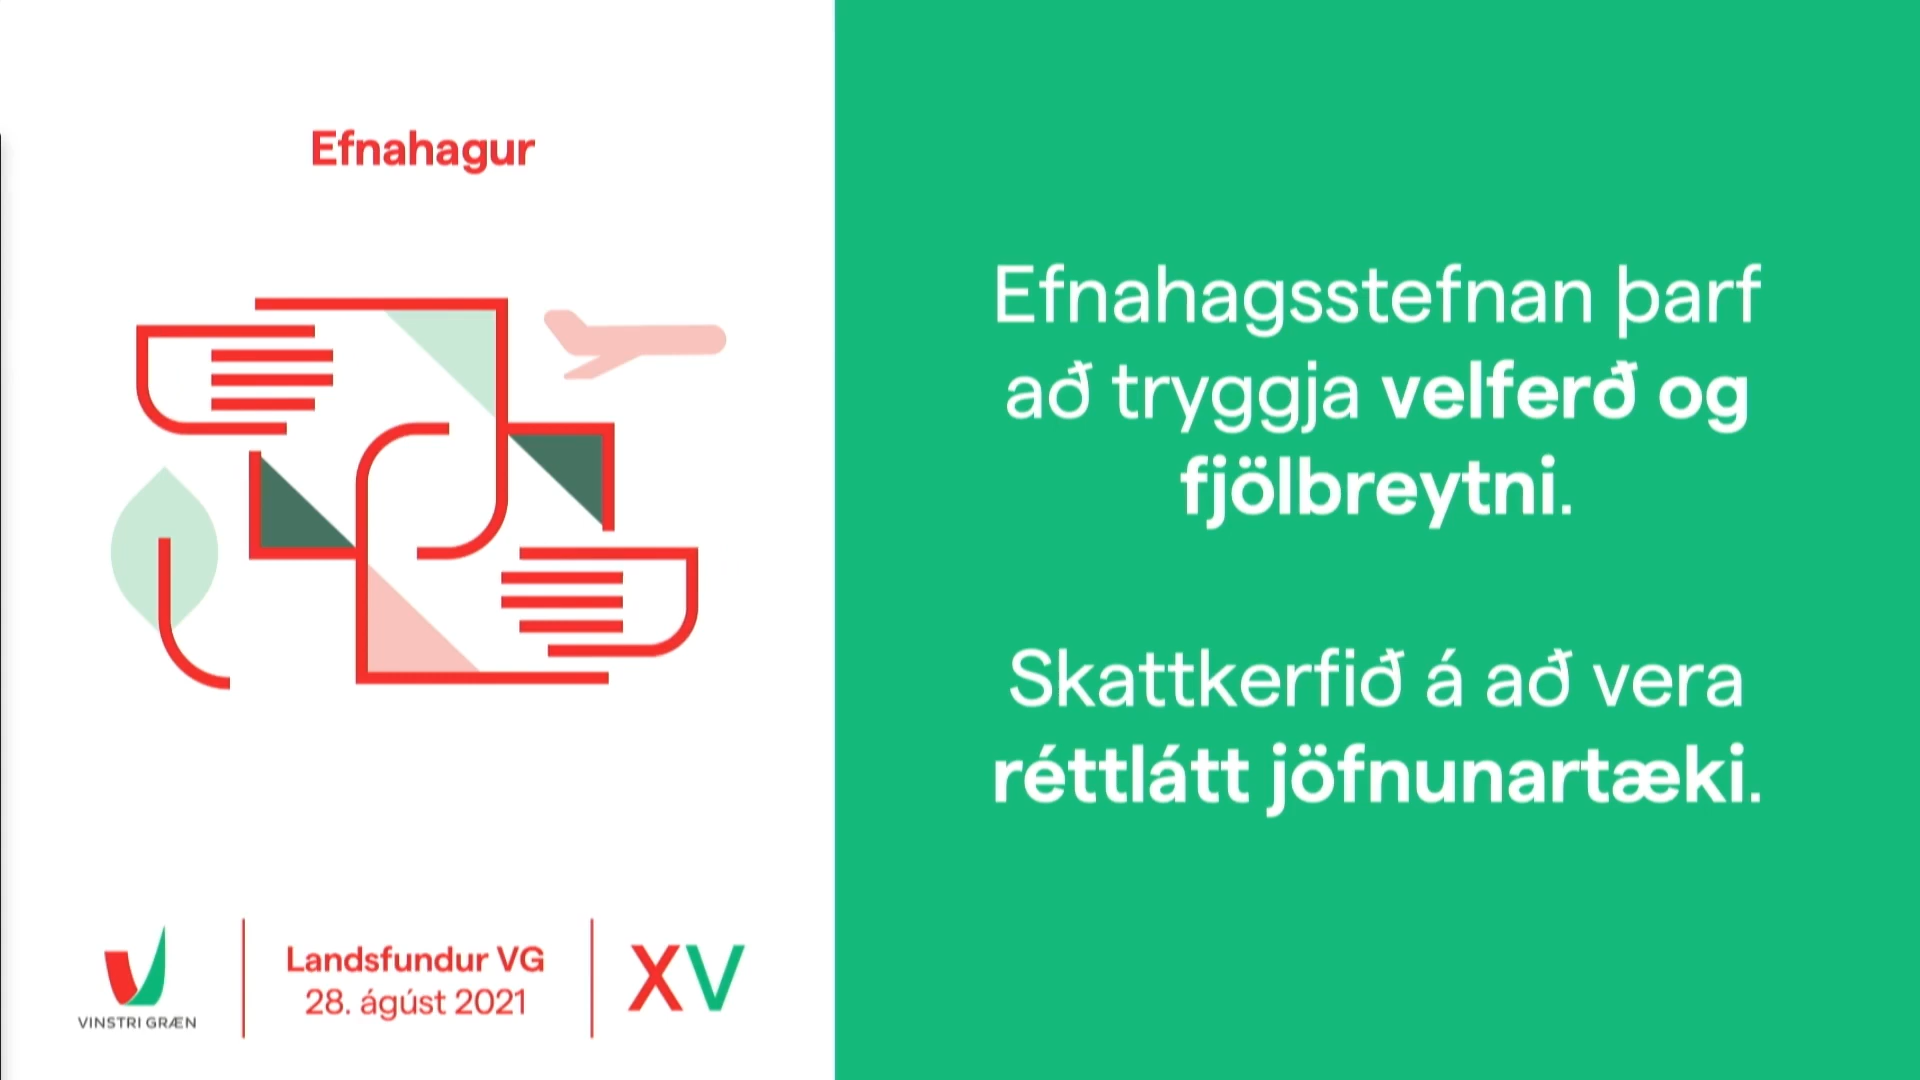 Efnahagur
VINSTRI GRÆN
Landsfundur VG
28. ágúst 2021
XV
Efnahagsstefnan þarf
að tryggja velferð og
fjölbreytni.
Skattkerfið á að vera
réttlátt jöfnunartæki.